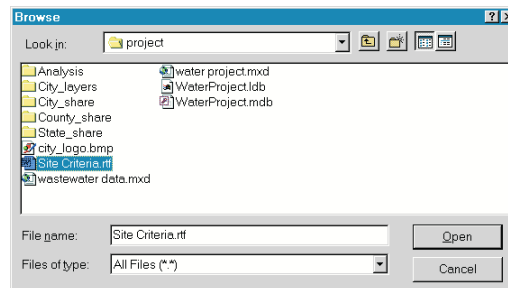 Browse
Look in: project
Analysis
City_layers
City_share
County_share
State_share
city_logo.bmp
Site Criteria.rtf
wastewater data.mxd
water project.mxd
WaterProject.ldb
WaterProject.mdb
File name: Site Criteria.rtf Open
Files of type: All Files (*.*) Cancel